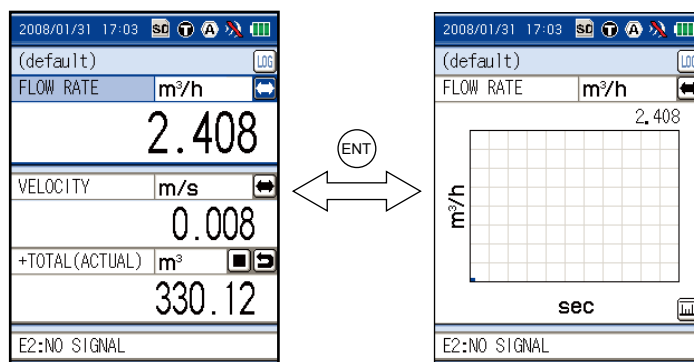 2008/01/31 17:03 SD T A
(default) LOG
FLOW RATE m³/h
2.408
VELOCITY m/s
0.008
+TOTAL(ACTUAL) m³
330.12
E2:NO SIGNAL
ENT
2008/01/31 17:03 SD T A
(default) LOG
FLOW RATE m³/h
2.408
m³/h
sec
E2:NO SIGNAL